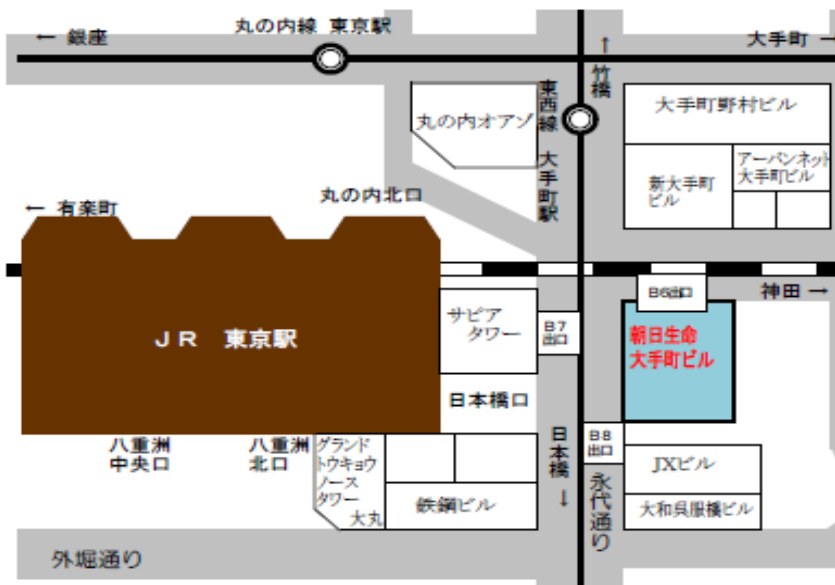 丸の内線 東京駅
← 銀座
大手町 →
↑
竹橋
東西線 大手町駅
丸の内オアゾ
大手町野村ビル
新大手町
ビル
アーバンネット
大手町ビル
丸の内北口
← 有楽町
B6出口
神田 →
サピア
タワー
B7
出口
朝日生命
大手町ビル
JR 東京駅
日本橋口
八重洲
中央口
八重洲
北口
グランド
トウキョウ
ノース
タワー
大丸
鉄鋼ビル
日本橋
↓
B8
出口
永代通り
JXビル
大和呉服橋ビル
外堀通り